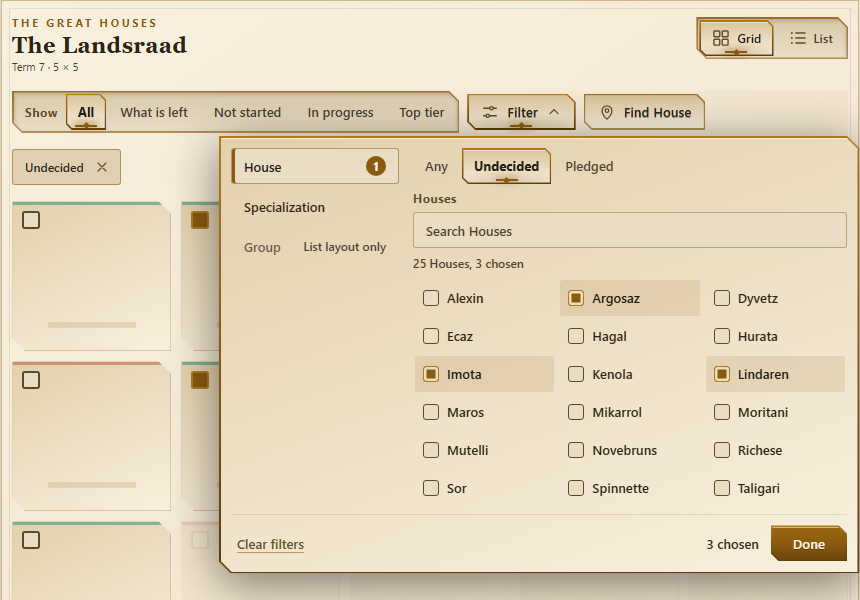 THE GREAT HOUSES
The Landsraad
Term 7 · 5 × 5
Grid
List
Show
All
What is left
Not started
In progress
Top tier
Filter
Find House
Undecided
House
1
Specialization
Group
List layout only
Any
Undecided
Pledged
Houses
Search Houses
25 Houses, 3 chosen
Alexin
Argosaz
Dyvetz
Ecaz
Hagal
Hurata
Imota
Kenola
Lindaren
Maros
Mikarrol
Moritani
Mutelli
Novebruns
Richese
Sor
Spinnette
Taligari
Clear filters
3 chosen
Done